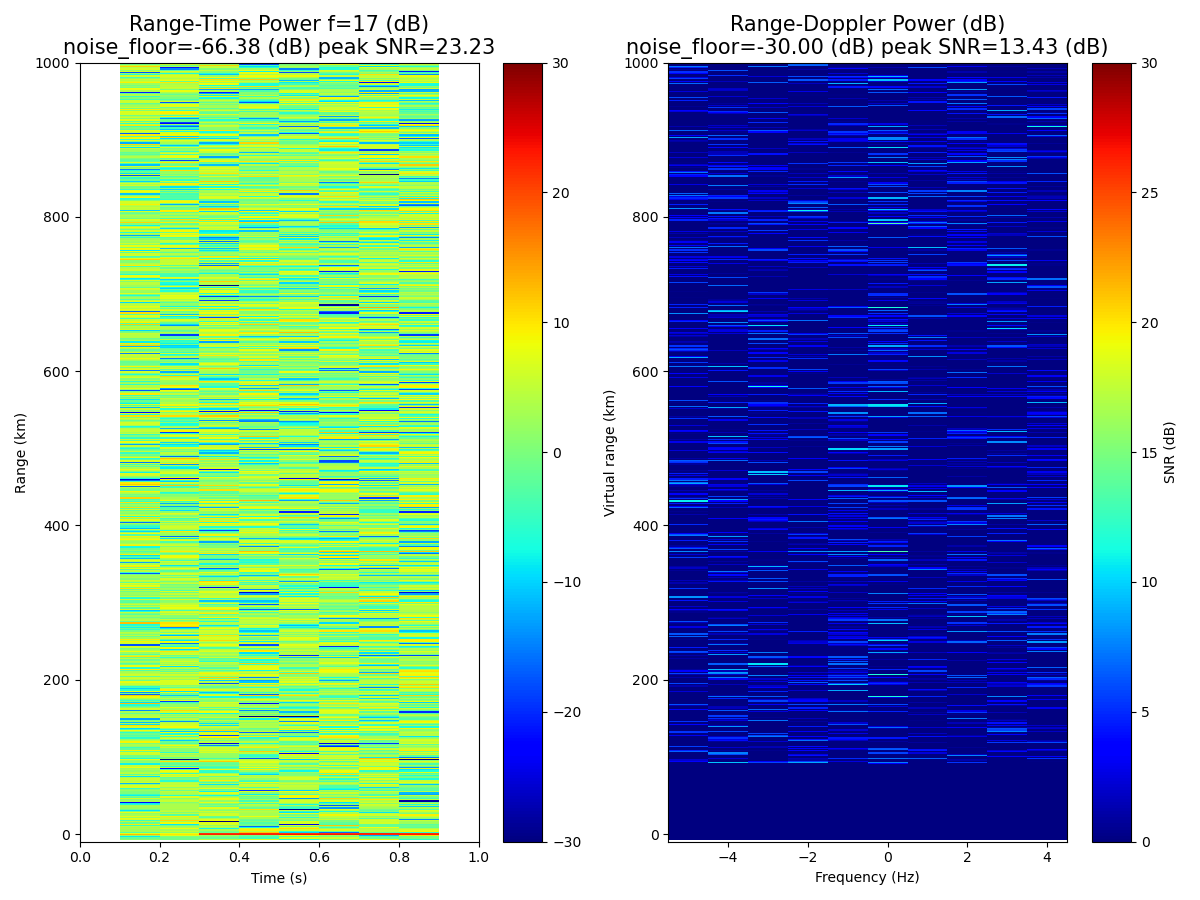 Range-Time Power f=17 (dB)
noise_floor=-66.38 (dB) peak SNR=23.23
1000
800
600
400
200
0
Range (km)
0.0 0.2 0.4 0.6 0.8 1.0
Time (s)
30
20
10
0
−10
−20
−30
Range-Doppler Power (dB)
noise_floor=-30.00 (dB) peak SNR=13.43 (dB)
1000
800
600
400
200
0
Virtual range (km)
−4 −2 0 2 4
Frequency (Hz)
30
25
20
15
10
5
0
SNR (dB)